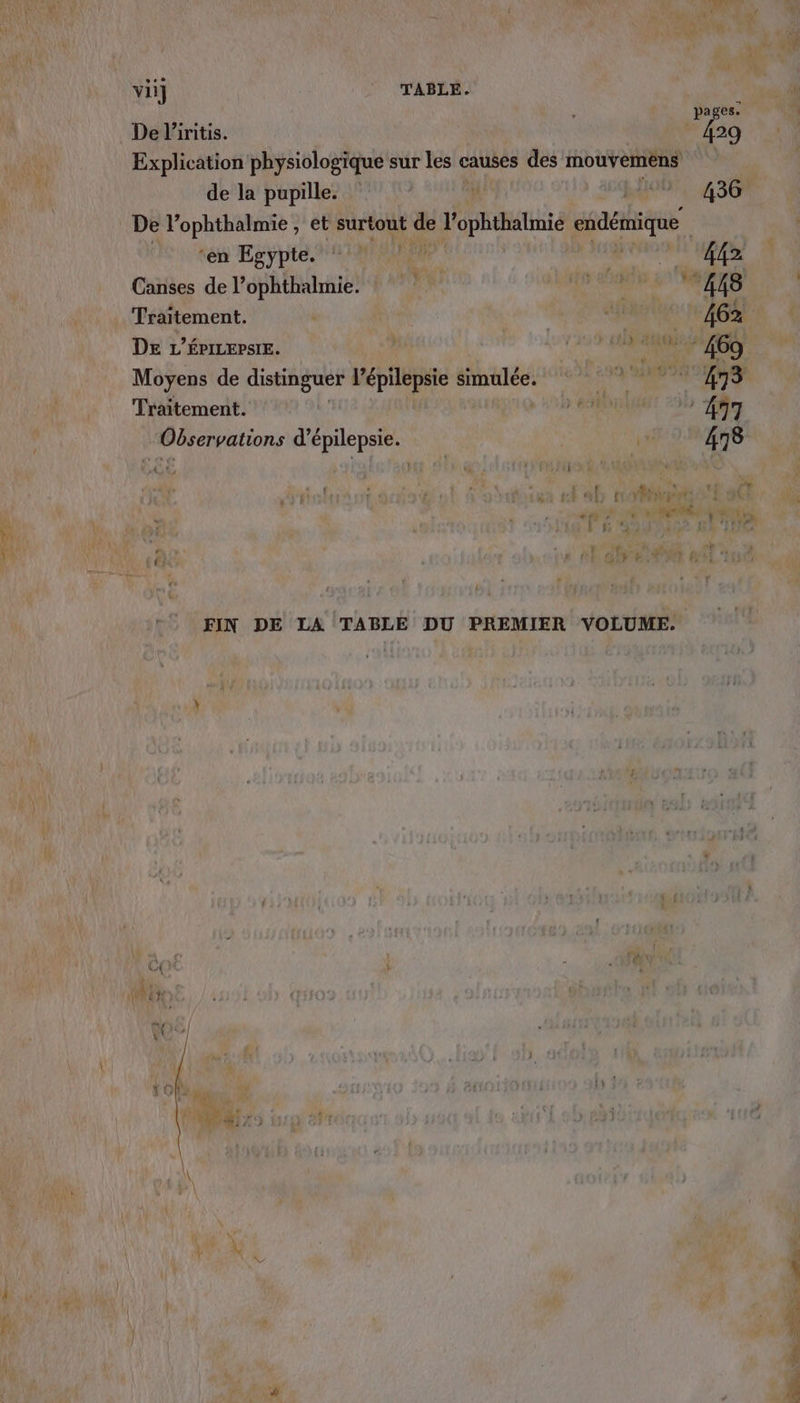 viij TABLE.
pages.
De l'iritis. 429
Explication physiologique sur les causes des mouvemens
de la pupille. 436
De l'ophthalmie, et surtout de l'ophthalmie endémique
en Egypte. 442
Canses de l'ophthalmie. 448
Traitement. 462
DE L'ÉPILEPSIE. 469
Moyens de distinguer l'épilepsie simulée. 473
Traitement. 477
Observations d'épilepsie. 478
FIN DE LA TABLE DU PREMIER VOLUME.